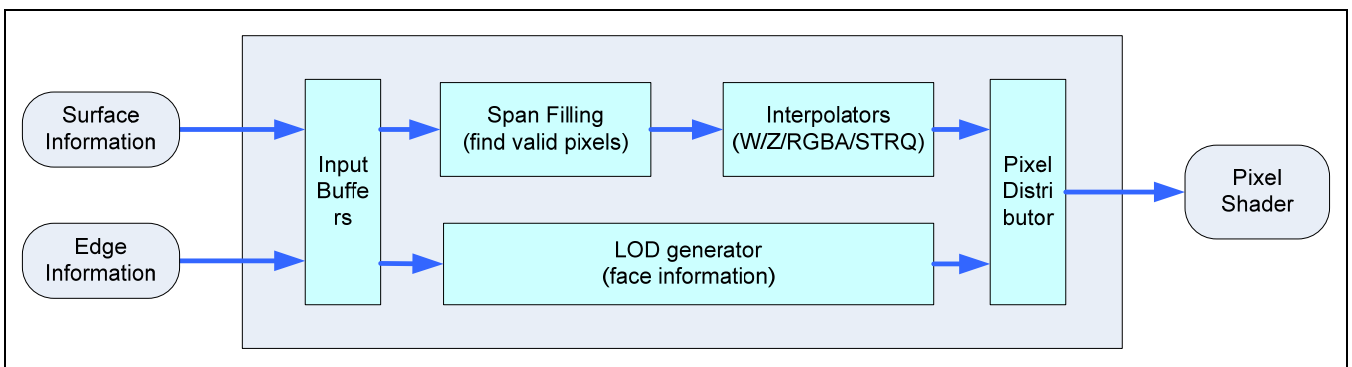 Surface
Information
Edge
Information
Input
Buffe
rs
Span Filling
(find valid pixels)
Interpolators
(W/Z/RGBA/STRQ)
LOD generator
(face information)
Pixel
Distri
butor
Pixel
Shader